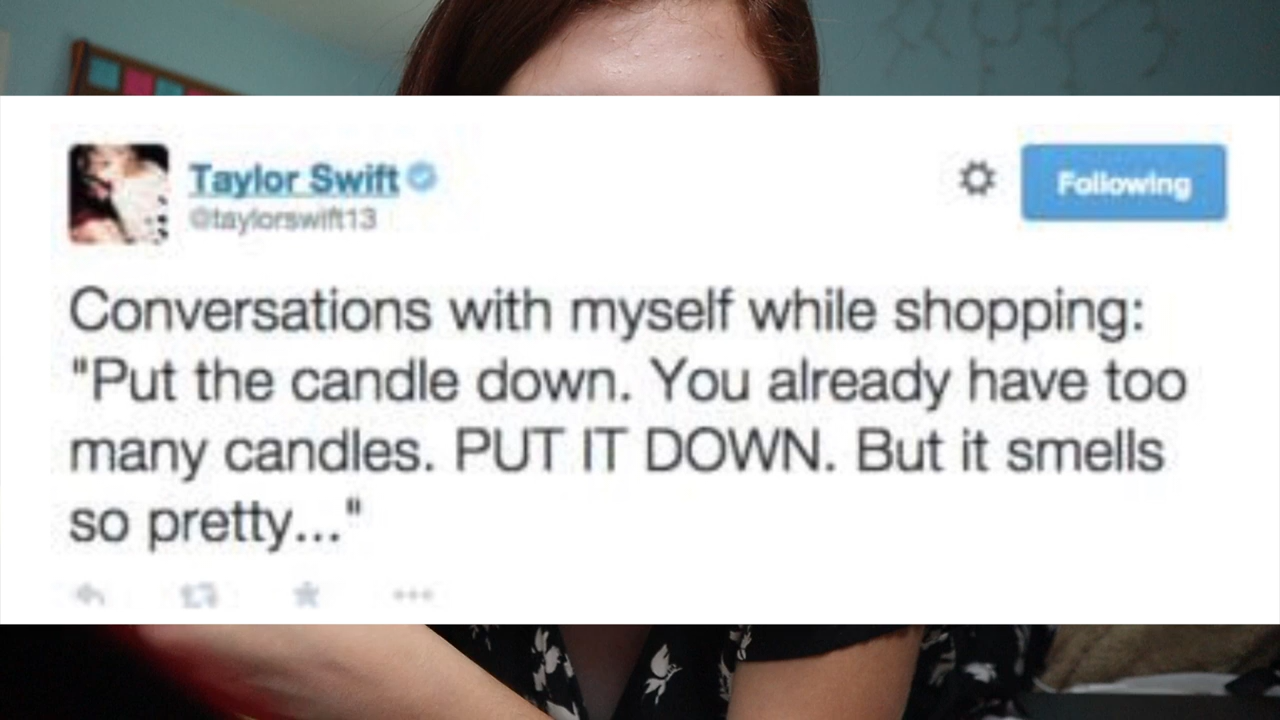 Taylor Swift
@taylorswift13
Following
Conversations with myself while shopping:
"Put the candle down. You already have too
many candles. PUT IT DOWN. But it smells
so pretty..."